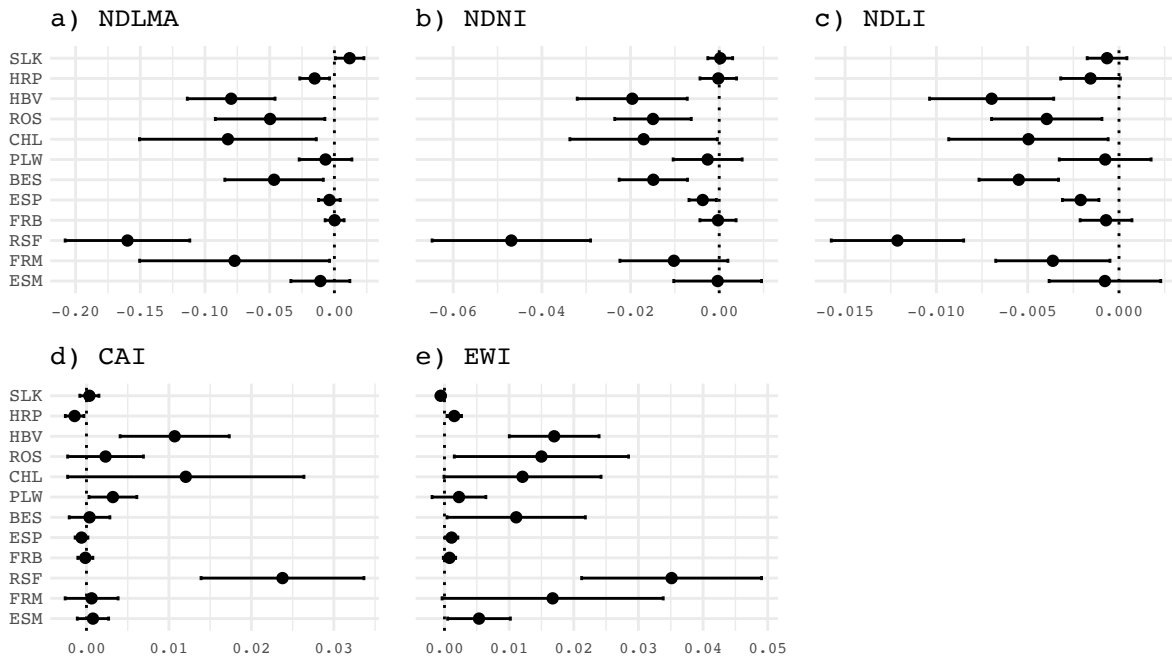 a) NDLMA
b) NDNI
c) NDLI
SLK
HRP
HBV
ROS
CHL
PLW
BES
ESP
FRB
RSF
FRM
ESM
−0.20 −0.15 −0.10 −0.05 0.00
−0.06 −0.04 −0.02 0.00
−0.015 −0.010 −0.005 0.000
d) CAI
e) EWI
SLK
HRP
HBV
ROS
CHL
PLW
BES
ESP
FRB
RSF
FRM
ESM
0.00 0.01 0.02 0.03
0.00 0.01 0.02 0.03 0.04 0.05